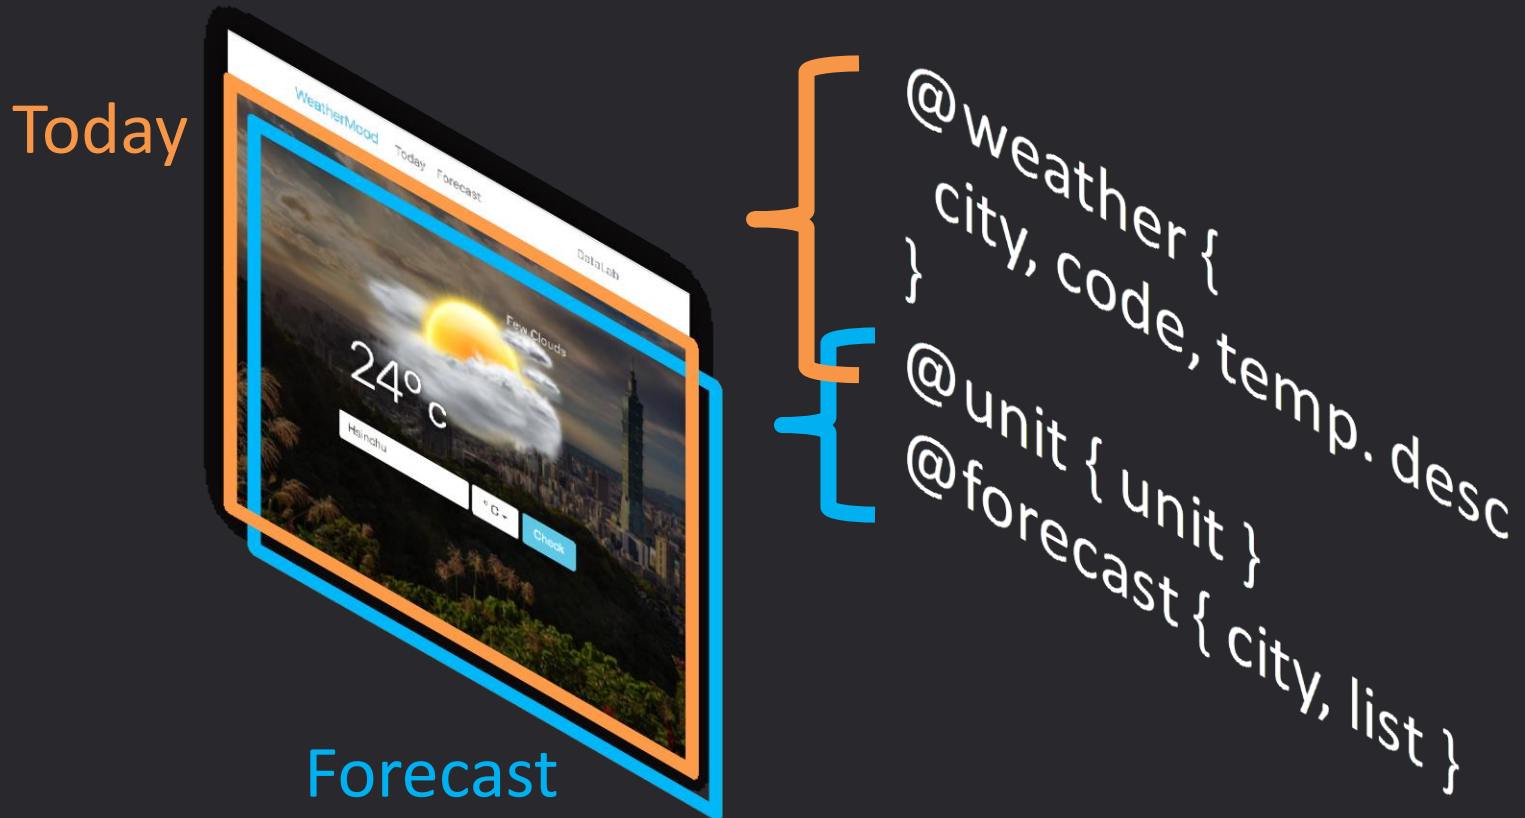 Today
WeatherMood Today Forecast DataLab
Few Clouds
24° C
Hsinchu ° C Check
Forecast
@weather {
city, code, temp. desc
}
@unit { unit }
@forecast { city, list }